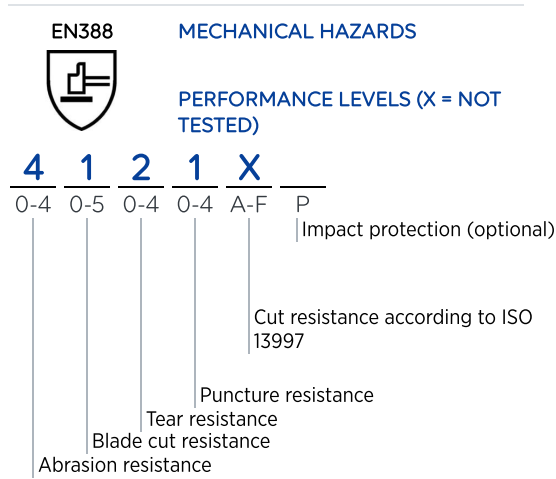 EN388
MECHANICAL HAZARDS
PERFORMANCE LEVELS (X = NOT
TESTED)
4 1 2 1 X
0-4 0-5 0-4 0-4 A-F P
Impact protection (optional)
Cut resistance according to ISO
13997
Puncture resistance
Tear resistance
Blade cut resistance
Abrasion resistance